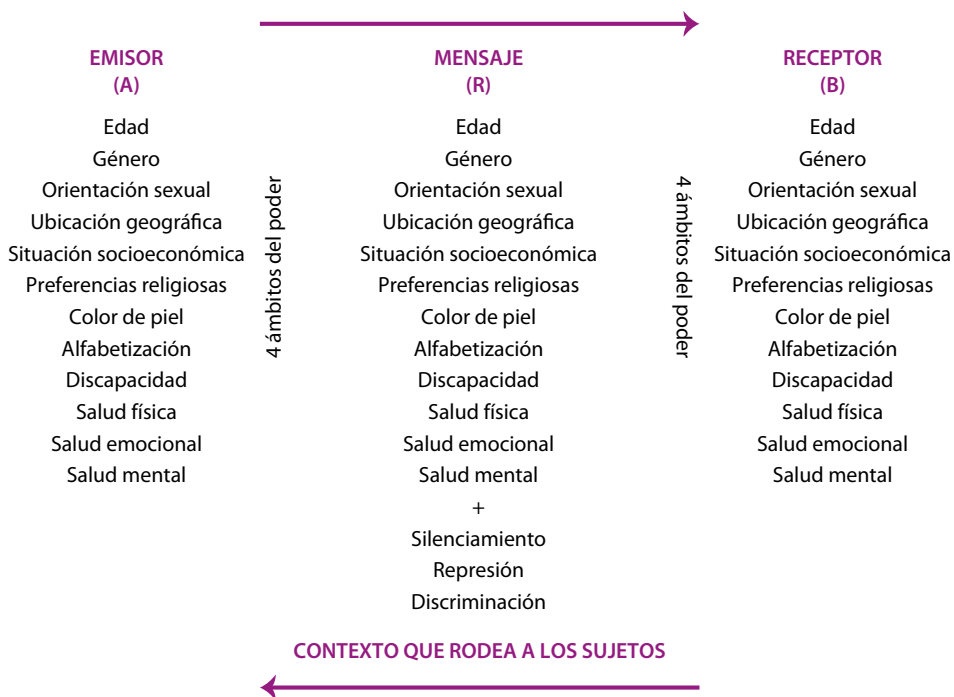 EMISOR
(A)
Edad
Género
Orientación sexual
Ubicación geográfica
Situación socioeconómica
Preferencias religiosas
Color de piel
Alfabetización
Discapacidad
Salud física
Salud emocional
Salud mental
4 ámbitos del poder
MENSAJE
(R)
Edad
Género
Orientación sexual
Ubicación geográfica
Situación socioeconómica
Preferencias religiosas
Color de piel
Alfabetización
Discapacidad
Salud física
Salud emocional
Salud mental
+
Silenciamiento
Represión
Discriminación
4 ámbitos del poder
RECEPTOR
(B)
Edad
Género
Orientación sexual
Ubicación geográfica
Situación socioeconómica
Preferencias religiosas
Color de piel
Alfabetización
Discapacidad
Salud física
Salud emocional
Salud mental
CONTEXTO QUE RODEA A LOS SUJETOS